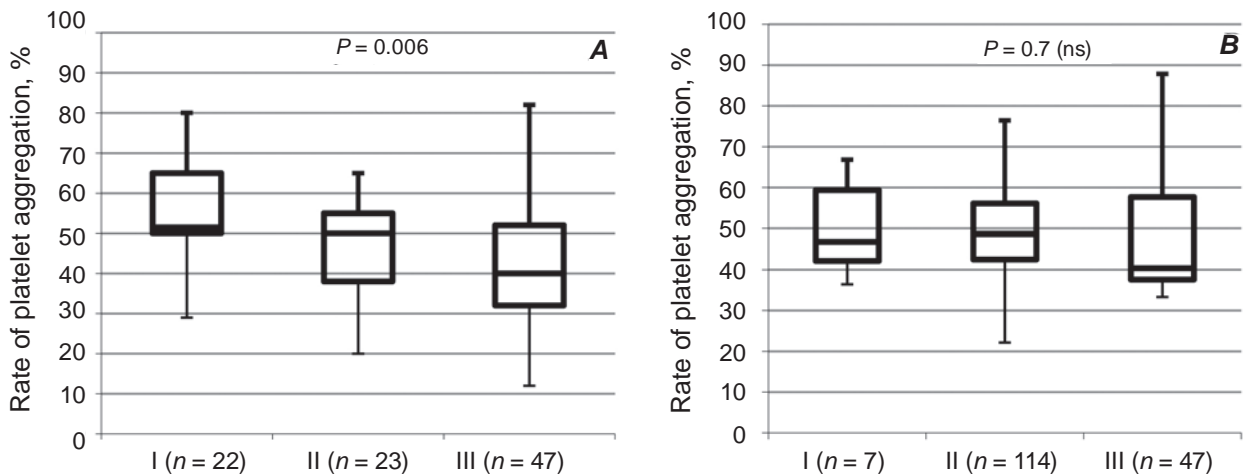 Rate of platelet aggregation, %
100
90
80
70
60
50
40
30
20
10
0
P = 0.006
A
I (n = 22) II (n = 23) III (n = 47)
Rate of platelet aggregation, %
100
90
80
70
60
50
40
30
20
10
0
P = 0.7 (ns)
B
I (n = 7) II (n = 114) III (n = 47)